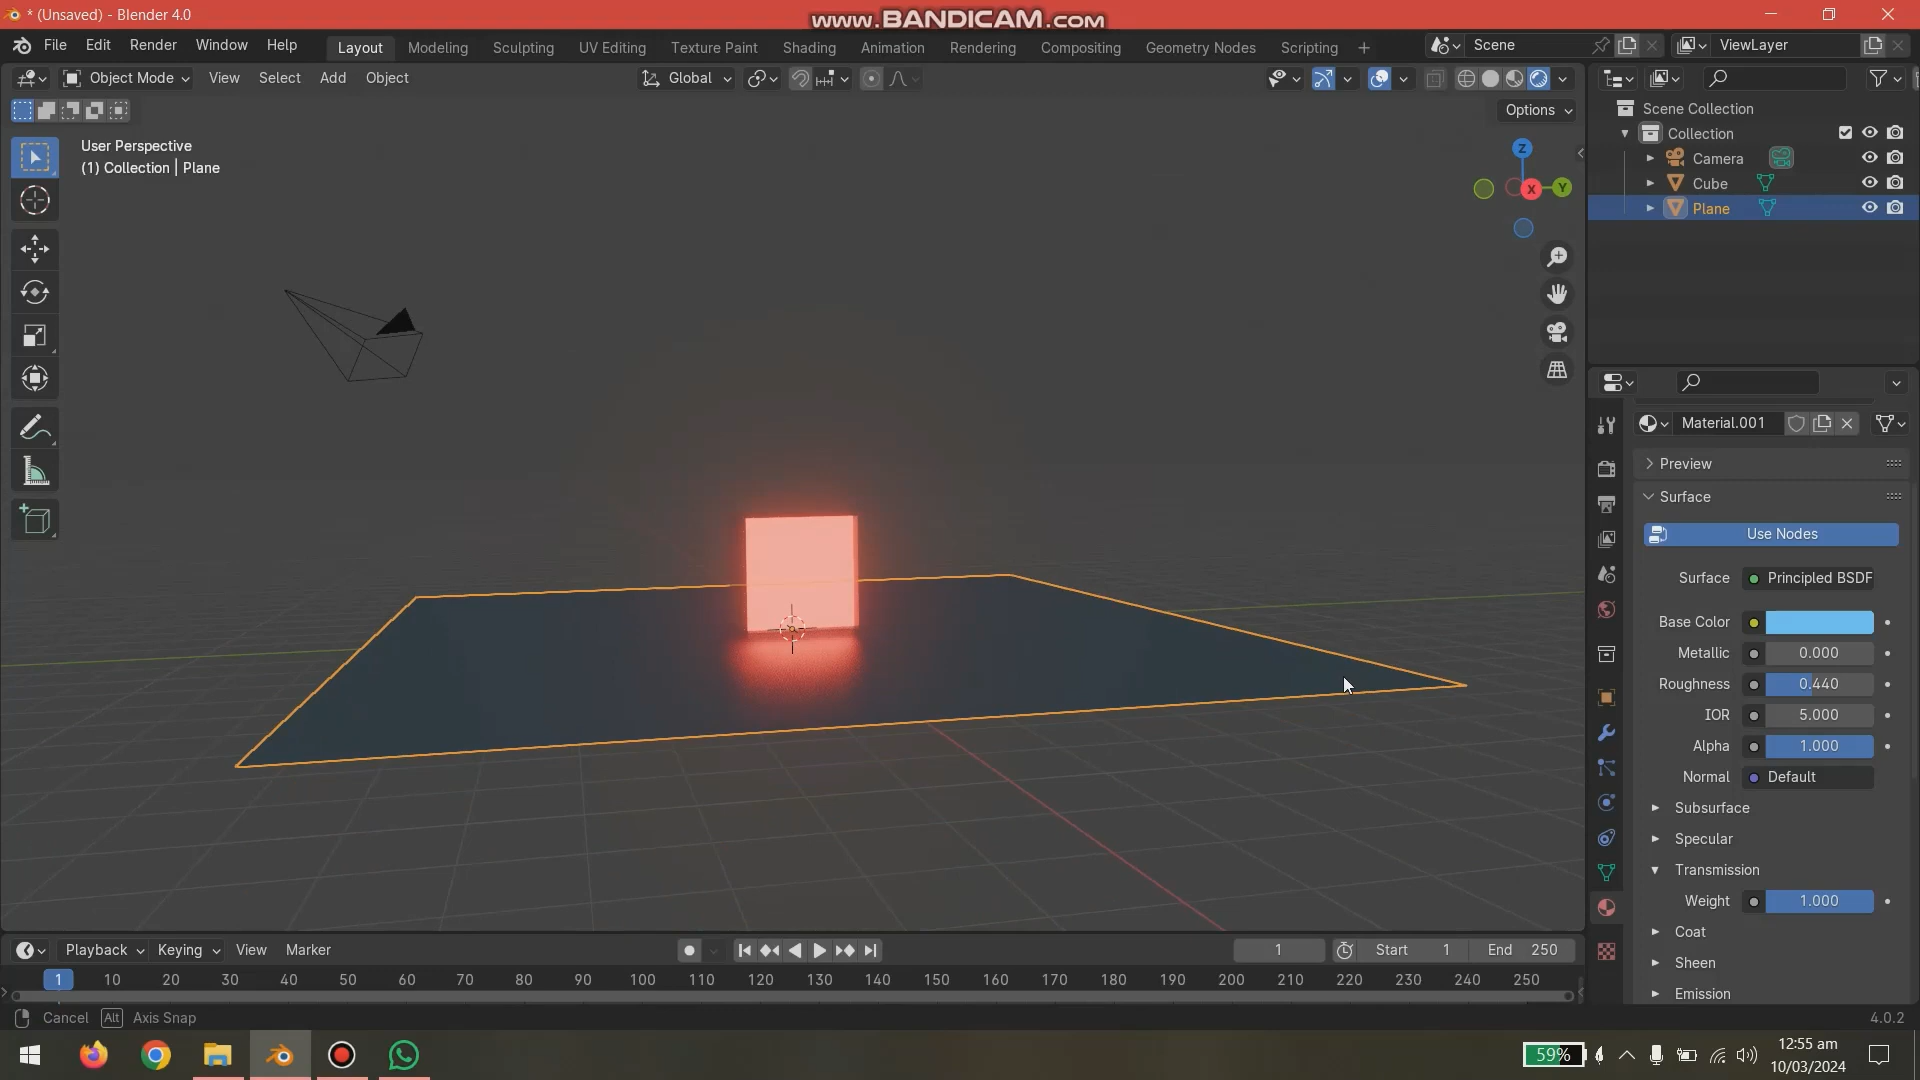 * (Unsaved) - Blender 4.0
www.BANDICAM.com
File Edit Render Window Help Layout Modeling Sculpting UV Editing Texture Paint Shading Animation Rendering Compositing Geometry Nodes Scripting + Scene ViewLayer
Object Mode View Select Add Object Global
Options
User Perspective
(1) Collection | Plane
Z
X
Y
Scene Collection
Collection
Camera
Cube
Plane
Material.001
Preview
Surface
Use Nodes
Surface Principled BSDF
Base Color
Metallic 0.000
Roughness 0.440
IOR 5.000
Alpha 1.000
Normal Default
Subsurface
Specular
Transmission
Weight 1.000
Coat
Sheen
Emission
Playback Keying View Marker 1 Start 1 End 250
1 10 20 30 40 50 60 70 80 90 100 110 120 130 140 150 160 170 180 190 200 210 220 230 240 250
Cancel Alt Axis Snap 4.0.2
59%
12:55 am
10/03/2024